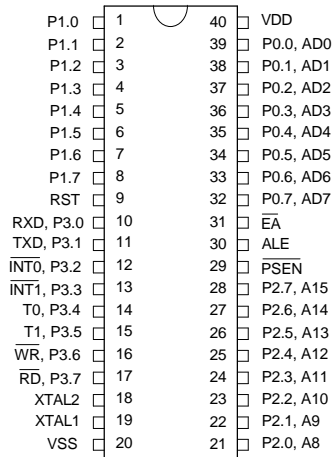 P1.0 1 40 VDD
P1.1 2 39 P0.0, AD0
P1.2 3 38 P0.1, AD1
P1.3 4 37 P0.2, AD2
P1.4 5 36 P0.3, AD3
P1.5 6 35 P0.4, AD4
P1.6 7 34 P0.5, AD5
P1.7 8 33 P0.6, AD6
RST 9 32 P0.7, AD7
RXD, P3.0 10 31 E̅A̅
TXD, P3.1 11 30 ALE
I̅N̅T̅0̅, P3.2 12 29 P̅S̅E̅N̅
I̅N̅T̅1̅, P3.3 13 28 P2.7, A15
T0, P3.4 14 27 P2.6, A14
T1, P3.5 15 26 P2.5, A13
W̅R̅, P3.6 16 25 P2.4, A12
R̅D̅, P3.7 17 24 P2.3, A11
XTAL2 18 23 P2.2, A10
XTAL1 19 22 P2.1, A9
VSS 20 21 P2.0, A8